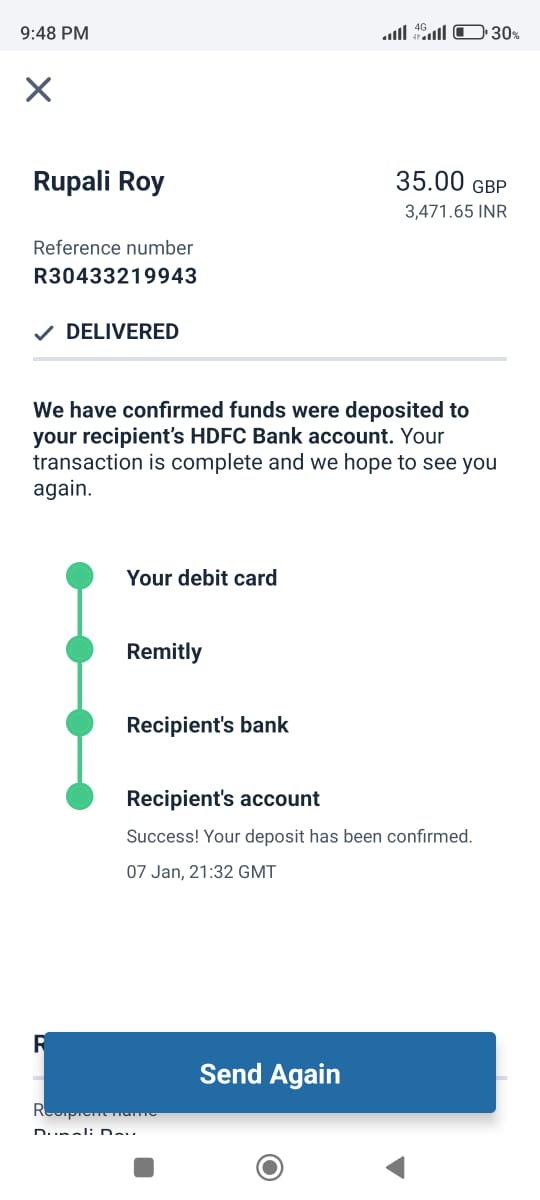 9:48 PM
4G 30%
Rupali Roy
35.00 GBP
3,471.65 INR
Reference number
R30433219943
DELIVERED
We have confirmed funds were deposited to
your recipient's HDFC Bank account. Your
transaction is complete and we hope to see you
again.
Your debit card
Remitly
Recipient's bank
Recipient's account
Success! Your deposit has been confirmed.
07 Jan, 21:32 GMT
R
Send Again
Recipient name
Rupali Roy